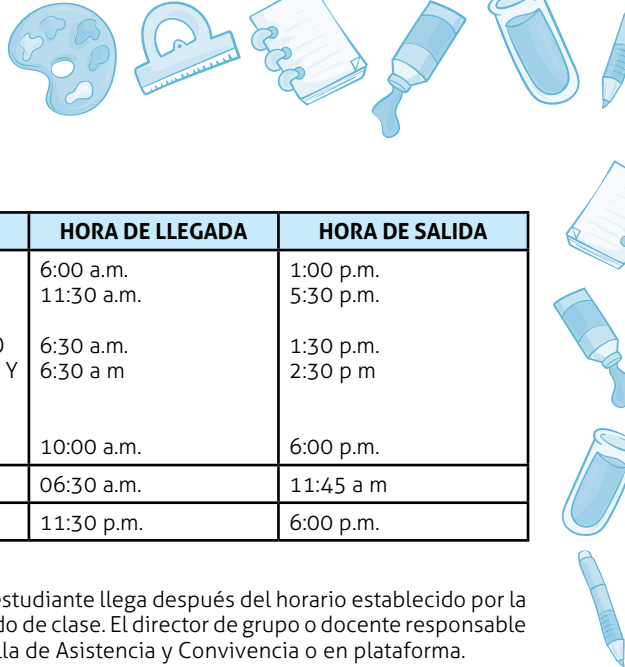 HORA DE LLEGADA HORA DE SALIDA
6:00 a.m. 1:00 p.m.
11:30 a.m. 5:30 p.m.
6:30 a.m. 1:30 p.m.
Y 6:30 a m 2:30 p m
10:00 a.m. 6:00 p.m.
06:30 a.m. 11:45 a m
11:30 p.m. 6:00 p.m.
estudiante llega después del horario establecido por la
do de clase. El director de grupo o docente responsable
lla de Asistencia y Convivencia o en plataforma.